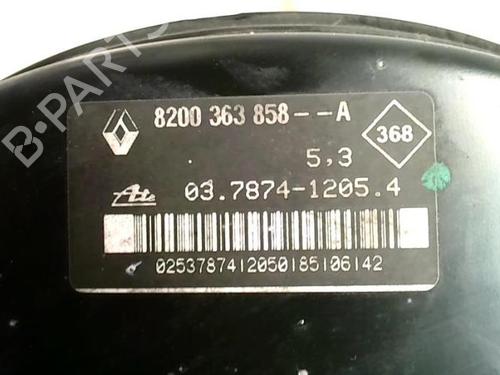 8200 363 858--A
368
5,3
Ate 03.7874-1205.4
0253787412050185106142
B-PARTS